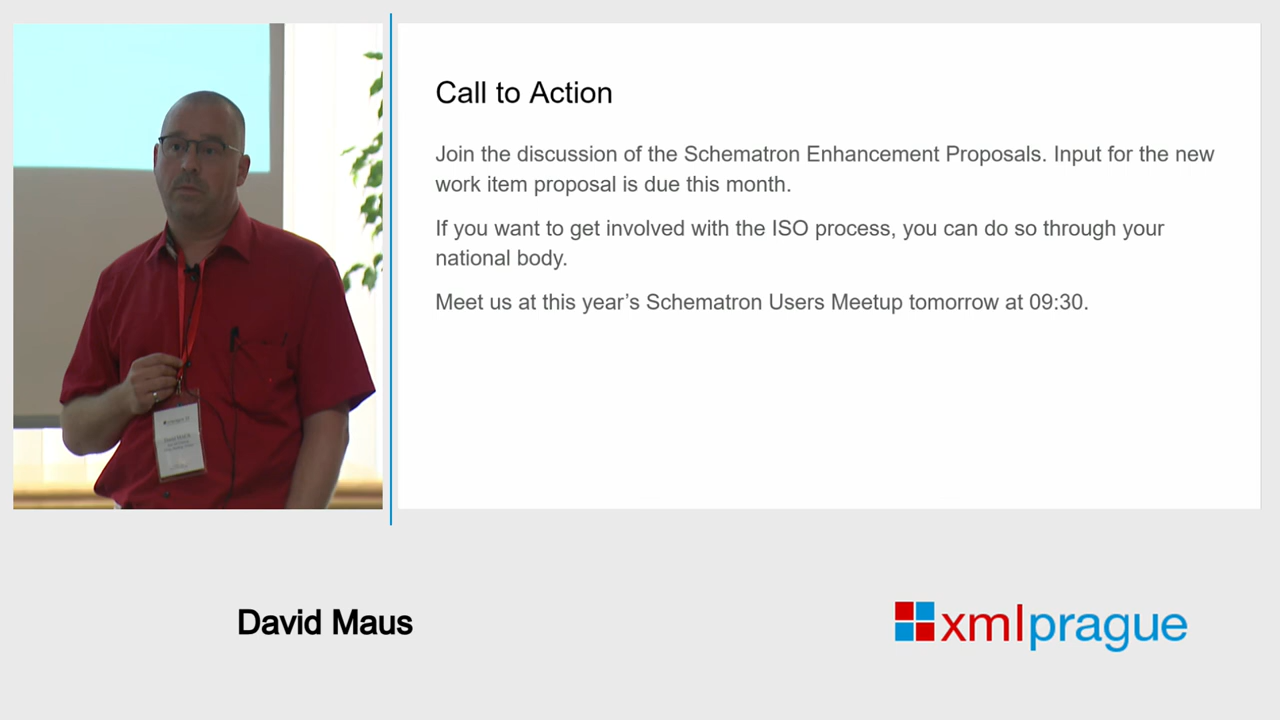 Call to Action
Join the discussion of the Schematron Enhancement Proposals. Input for the new
work item proposal is due this month.
If you want to get involved with the ISO process, you can do so through your
national body.
Meet us at this year’s Schematron Users Meetup tomorrow at 09:30.
David Maus
xmlprague